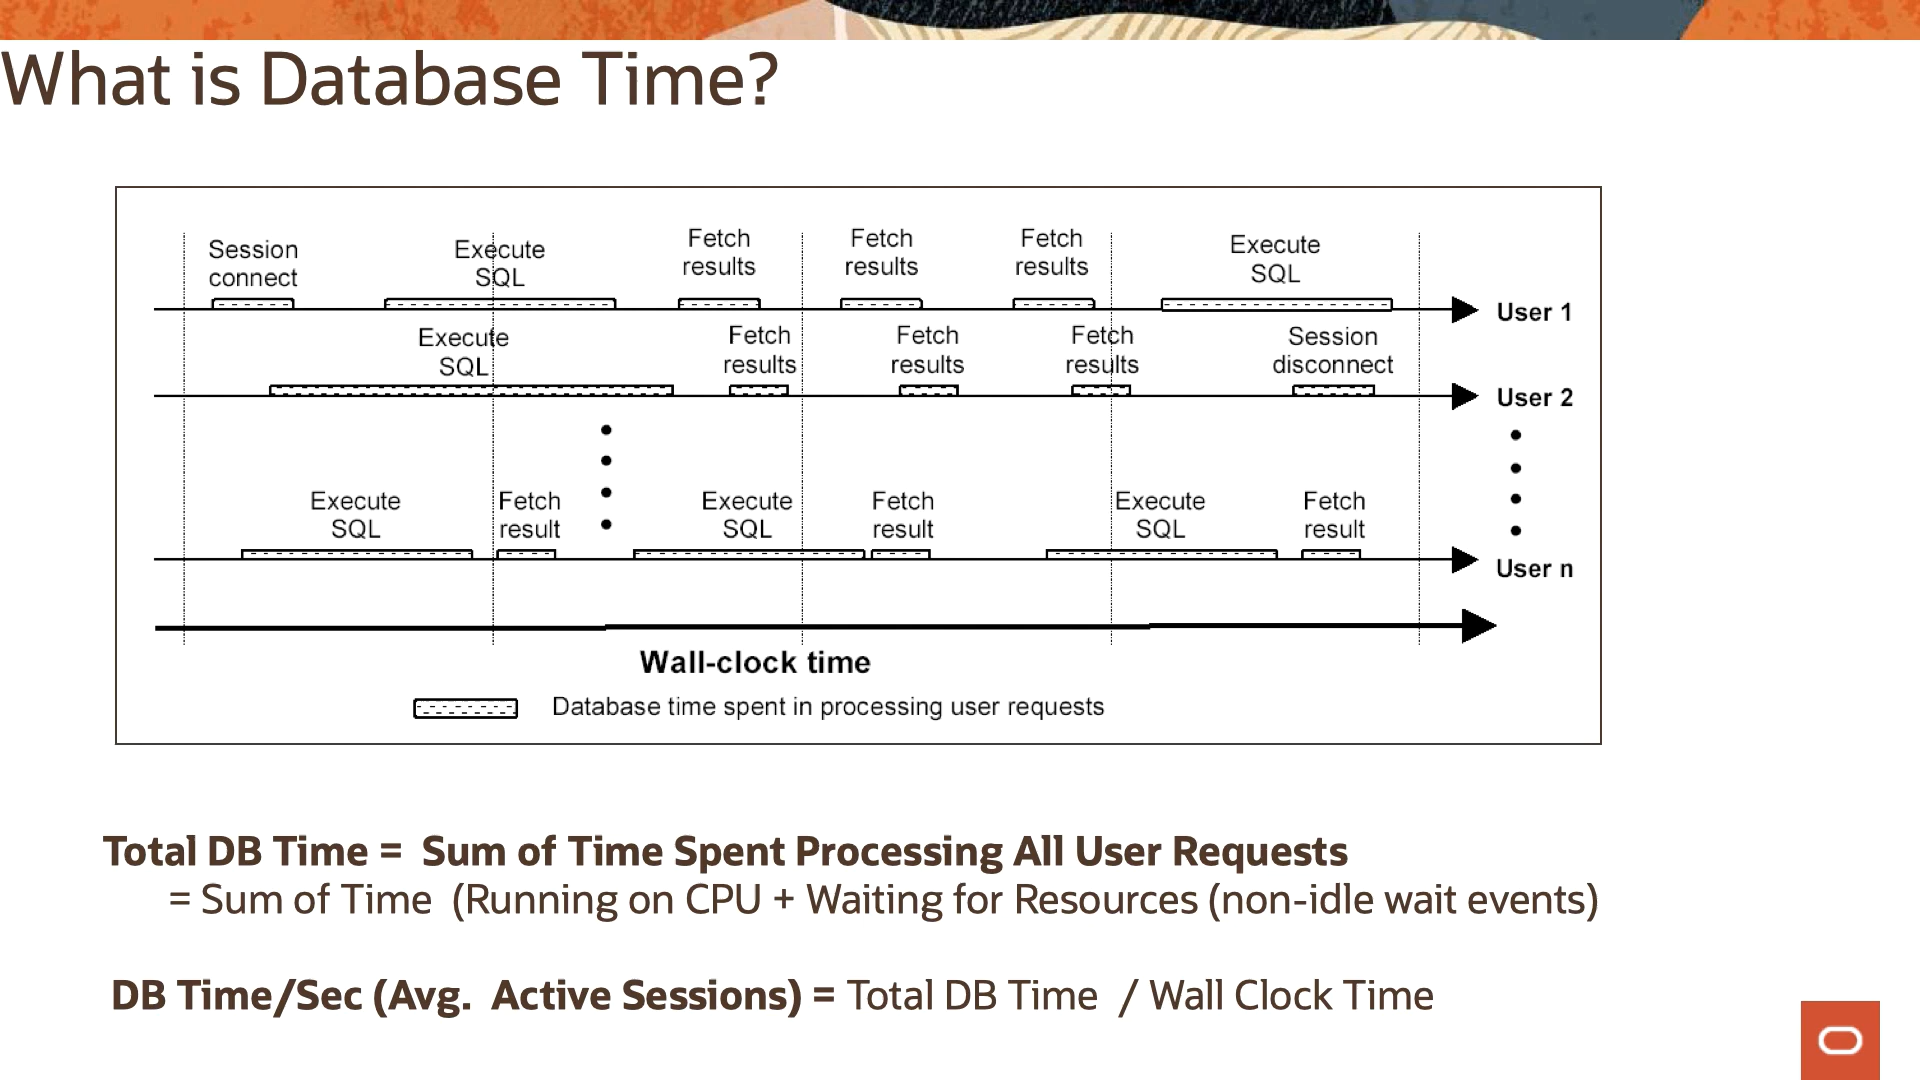 What is Database Time?
Fetch Fetch Fetch Execute
Session Execute
results results results SQL
connect SQL
User 1
Execute Fetch Fetch Fetch Session
SQL results results results disconnect
User 2
Execute Fetch Execute Fetch Execute Fetch
SQL result SQL result SQL result
User n
Wall-clock time
Database time spent in processing user requests
Total DB Time = Sum of Time Spent Processing All User Requests
= Sum of Time (Running on CPU + Waiting for Resources (non-idle wait events)
DB Time/Sec (Avg. Active Sessions) = Total DB Time / Wall Clock Time